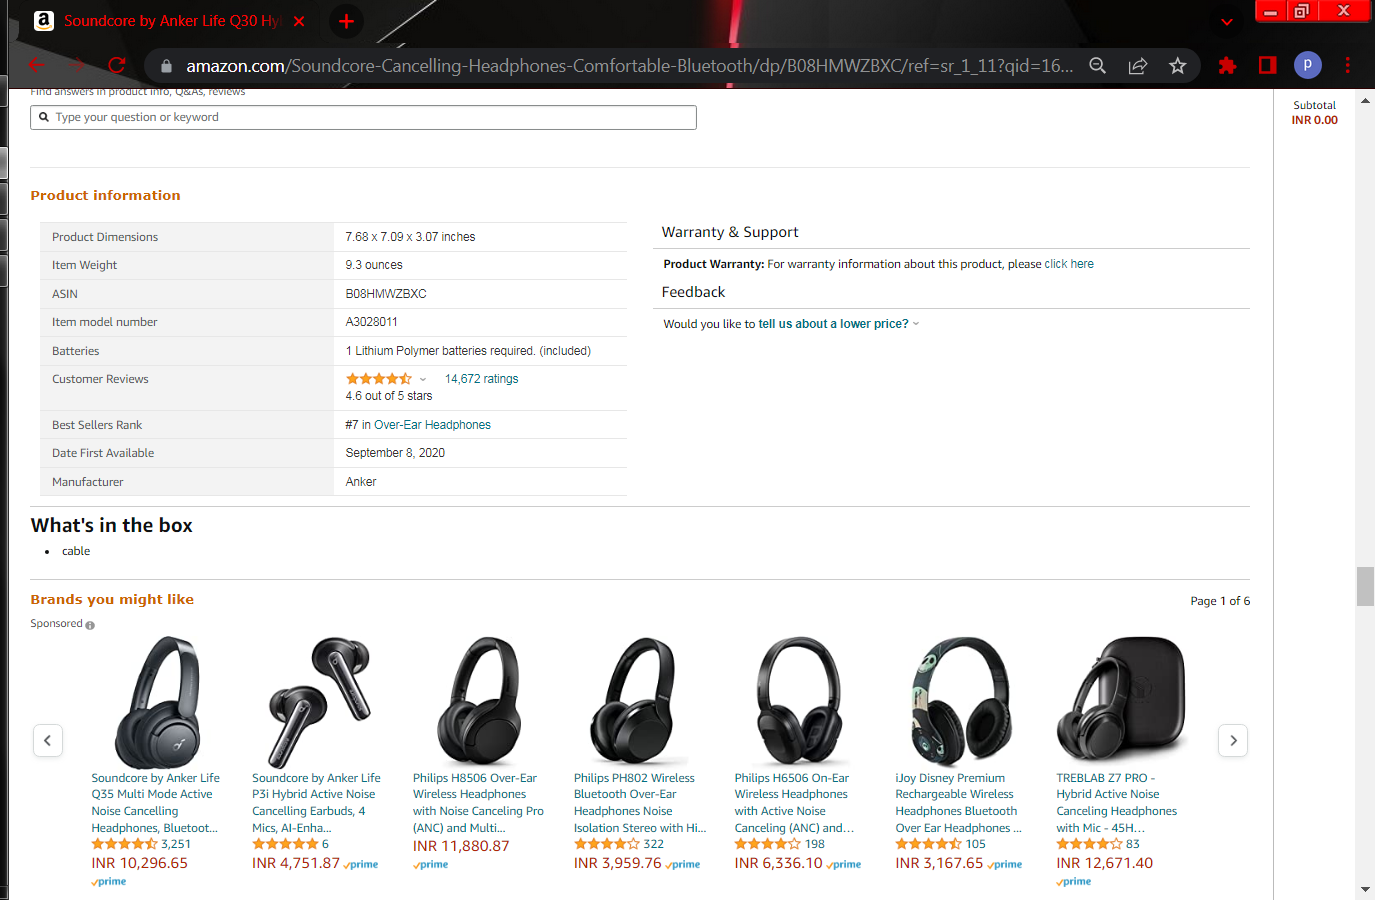 Soundcore by Anker Life Q30 Hy
amazon.com/Soundcore-Cancelling-Headphones-Comfortable-Bluetooth/dp/B08HMWZBXC/ref=sr_1_11?qid=16...
P
Find answers in product info, Q&As, reviews
Type your question or keyword
Subtotal
INR 0.00
Product information
Product Dimensions 7.68 x 7.09 x 3.07 inches
Item Weight 9.3 ounces
ASIN B08HMWZBXC
Item model number A3028011
Batteries 1 Lithium Polymer batteries required. (included)
Customer Reviews 14,672 ratings
4.6 out of 5 stars
Best Sellers Rank #7 in Over-Ear Headphones
Date First Available September 8, 2020
Manufacturer Anker
Warranty & Support
Product Warranty: For warranty information about this product, please click here
Feedback
Would you like to tell us about a lower price?
What's in the box
• cable
Brands you might like
Page 1 of 6
Sponsored
Soundcore by Anker Life
Q35 Multi Mode Active
Noise Cancelling
Headphones, Bluetoot...
3,251
INR 10,296.65
prime
Soundcore by Anker Life
P3i Hybrid Active Noise
Cancelling Earbuds, 4
Mics, AI-Enha...
6
INR 4,751.87 prime
Philips H8506 Over-Ear
Wireless Headphones
with Noise Canceling Pro
(ANC) and Multi...
INR 11,880.87
prime
Philips PH802 Wireless
Bluetooth Over-Ear
Headphones Noise
Isolation Stereo with Hi...
322
INR 3,959.76 prime
Philips H6506 On-Ear
Wireless Headphones
with Active Noise
Canceling (ANC) and...
198
INR 6,336.10 prime
iJoy Disney Premium
Rechargeable Wireless
Headphones Bluetooth
Over Ear Headphones ...
105
INR 3,167.65 prime
TREBLAB Z7 PRO -
Hybrid Active Noise
Canceling Headphones
with Mic - 45H...
83
INR 12,671.40
prime